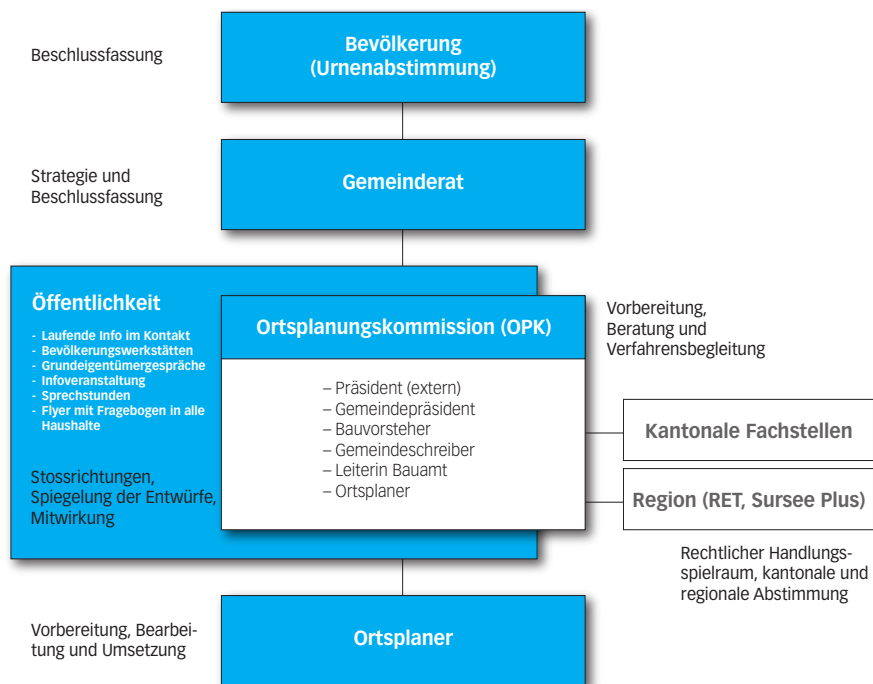 Beschlussfassung
Bevölkerung
(Urnenabstimmung)
Strategie und
Beschlussfassung
Gemeinderat
Öffentlichkeit
- Laufende Info im Kontakt
- Bevölkerungswerkstätten
- Grundeigentümergespräche
- Infoveranstaltung
- Sprechstunden
- Flyer mit Fragebogen in alle
Haushalte
Stossrichtungen,
Spiegelung der Entwürfe,
Mitwirkung
Ortsplanungskommission (OPK)
– Präsident (extern)
– Gemeindepräsident
– Bauvorsteher
– Gemeindeschreiber
– Leiterin Bauamt
– Ortsplaner
Vorbereitung,
Beratung und
Verfahrensbegleitung
Kantonale Fachstellen
Region (RET, Sursee Plus)
Rechtlicher Handlungs-
spielraum, kantonale und
regionale Abstimmung
Vorbereitung, Bearbei-
tung und Umsetzung
Ortsplaner